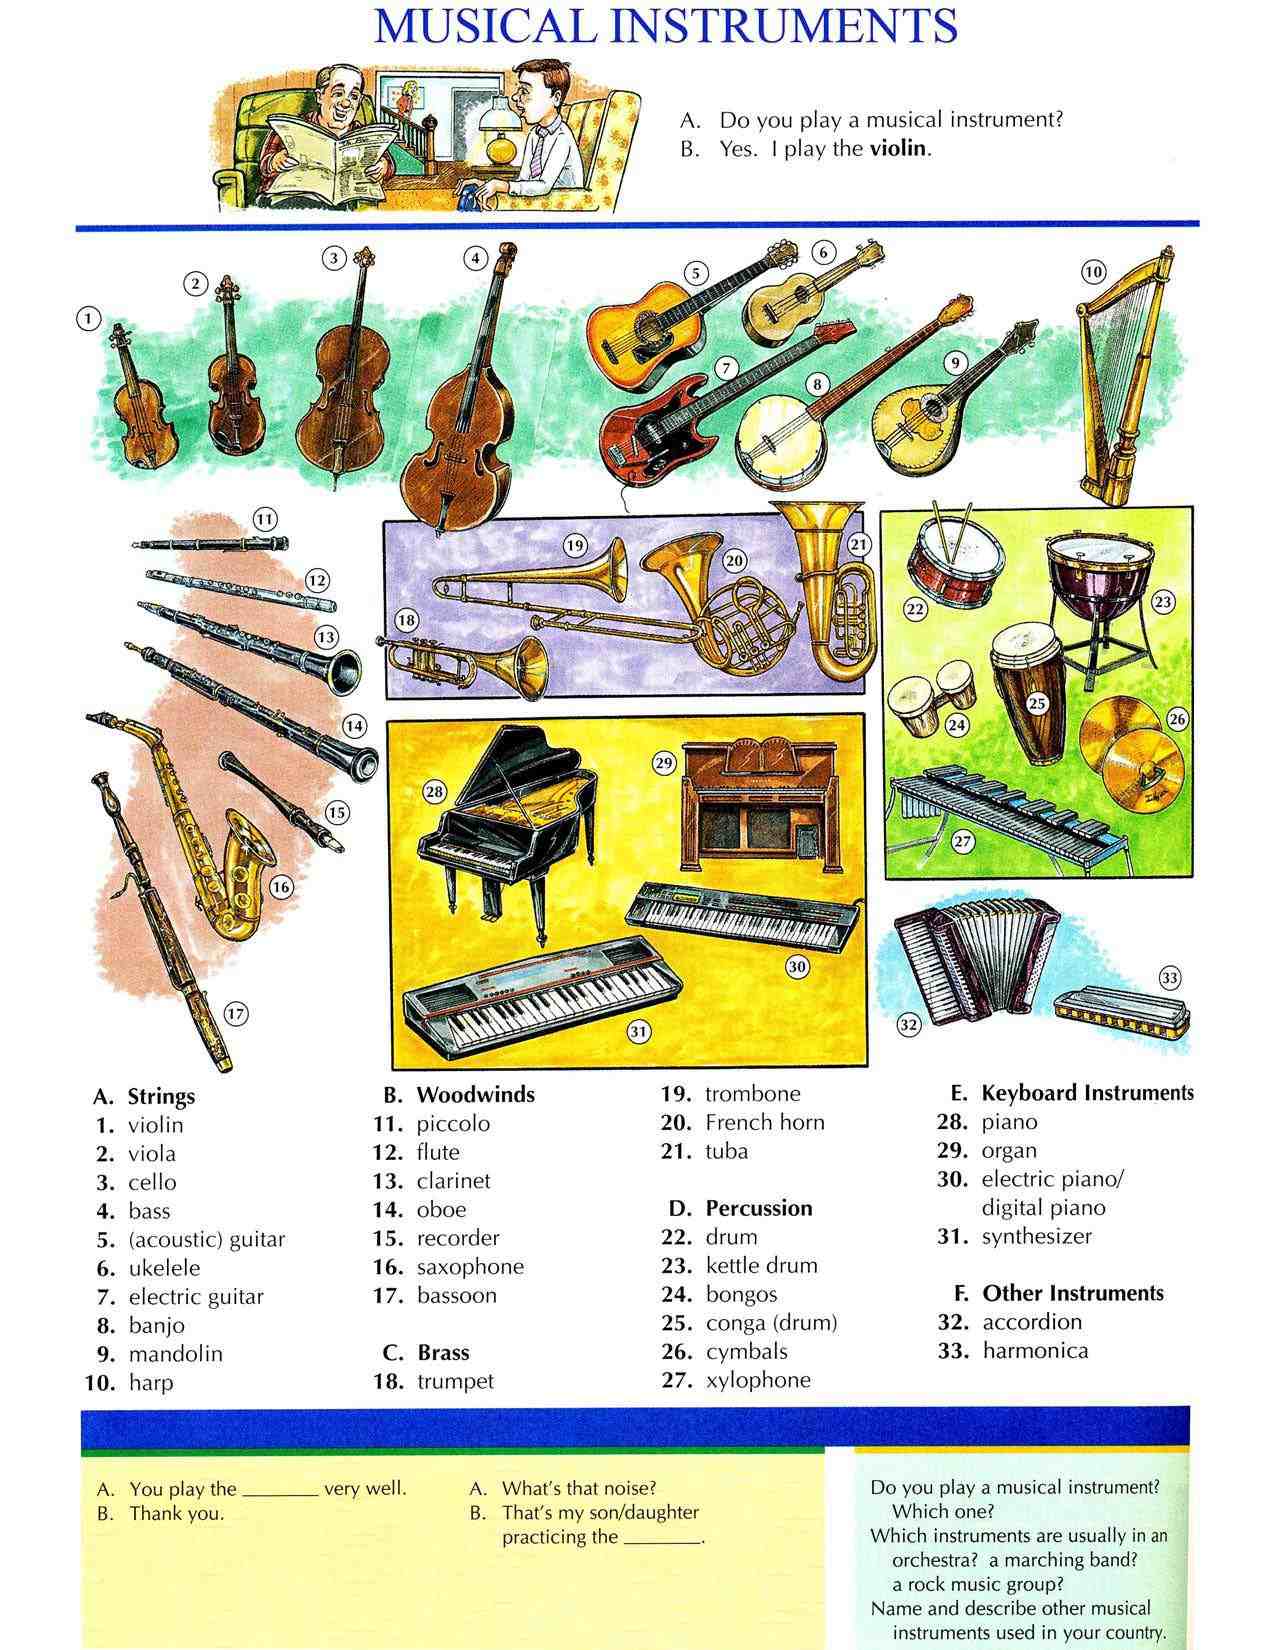 MUSICAL INSTRUMENTS
A. Do you play a musical instrument?
B. Yes. I play the violin.
1
2
3
4
5
6
7
8
9
10
11
12
13
14
15
16
17
18
19
20
21
22
23
24
25
26
27
28
29
30
31
32
33
A. Strings
1. violin
2. viola
3. cello
4. bass
5. (acoustic) guitar
6. ukelele
7. electric guitar
8. banjo
9. mandolin
10. harp
B. Woodwinds
11. piccolo
12. flute
13. clarinet
14. oboe
15. recorder
16. saxophone
17. bassoon
C. Brass
18. trumpet
19. trombone
20. French horn
21. tuba
D. Percussion
22. drum
23. kettle drum
24. bongos
25. conga (drum)
26. cymbals
27. xylophone
E. Keyboard Instruments
28. piano
29. organ
30. electric piano/
digital piano
31. synthesizer
F. Other Instruments
32. accordion
33. harmonica
A. You play the _______ very well.
B. Thank you.
A. What's that noise?
B. That's my son/daughter
practicing the _______.
Do you play a musical instrument?
Which one?
Which instruments are usually in an
orchestra? a marching band?
a rock music group?
Name and describe other musical
instruments used in your country.